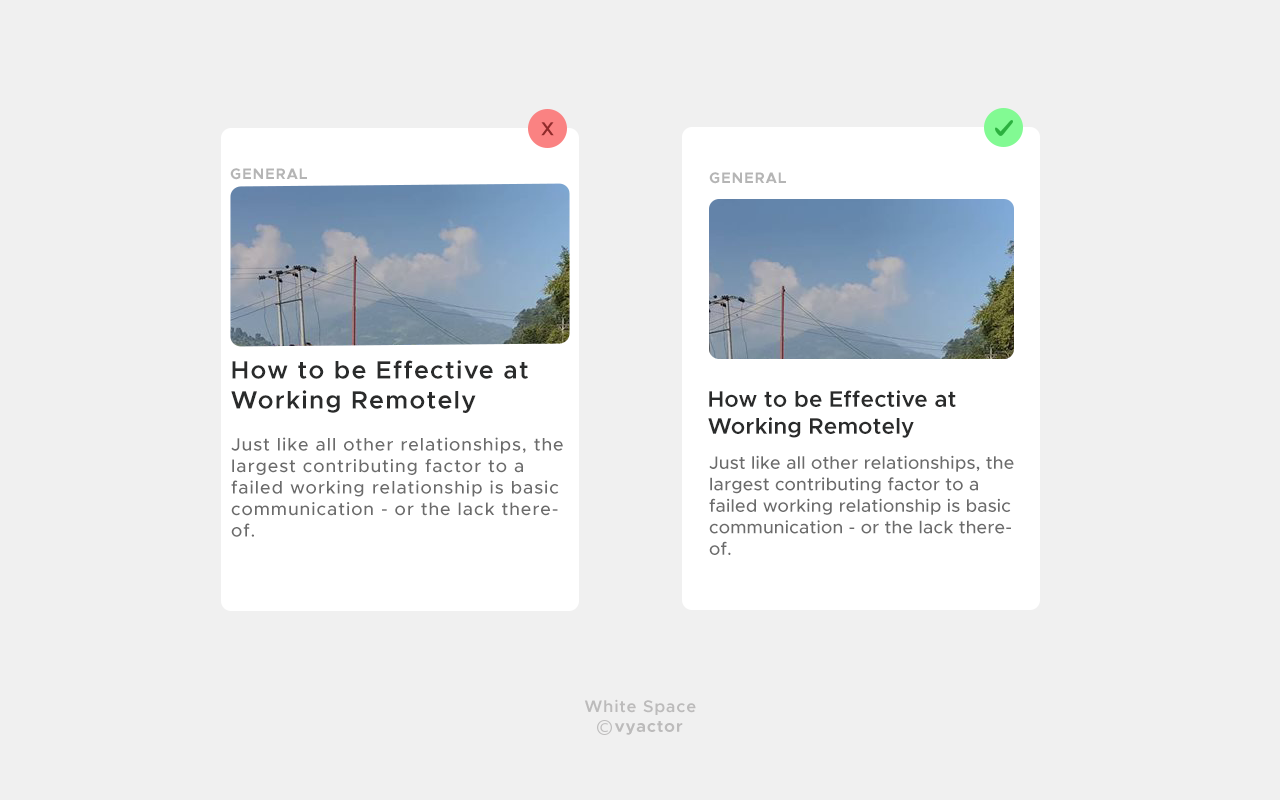 X
GENERAL
How to be Effective at
Working Remotely
Just like all other relationships, the
largest contributing factor to a
failed working relationship is basic
communication - or the lack there-
of.
GENERAL
How to be Effective at
Working Remotely
Just like all other relationships, the
largest contributing factor to a
failed working relationship is basic
communication - or the lack there-
of.
White Space
©vyactor